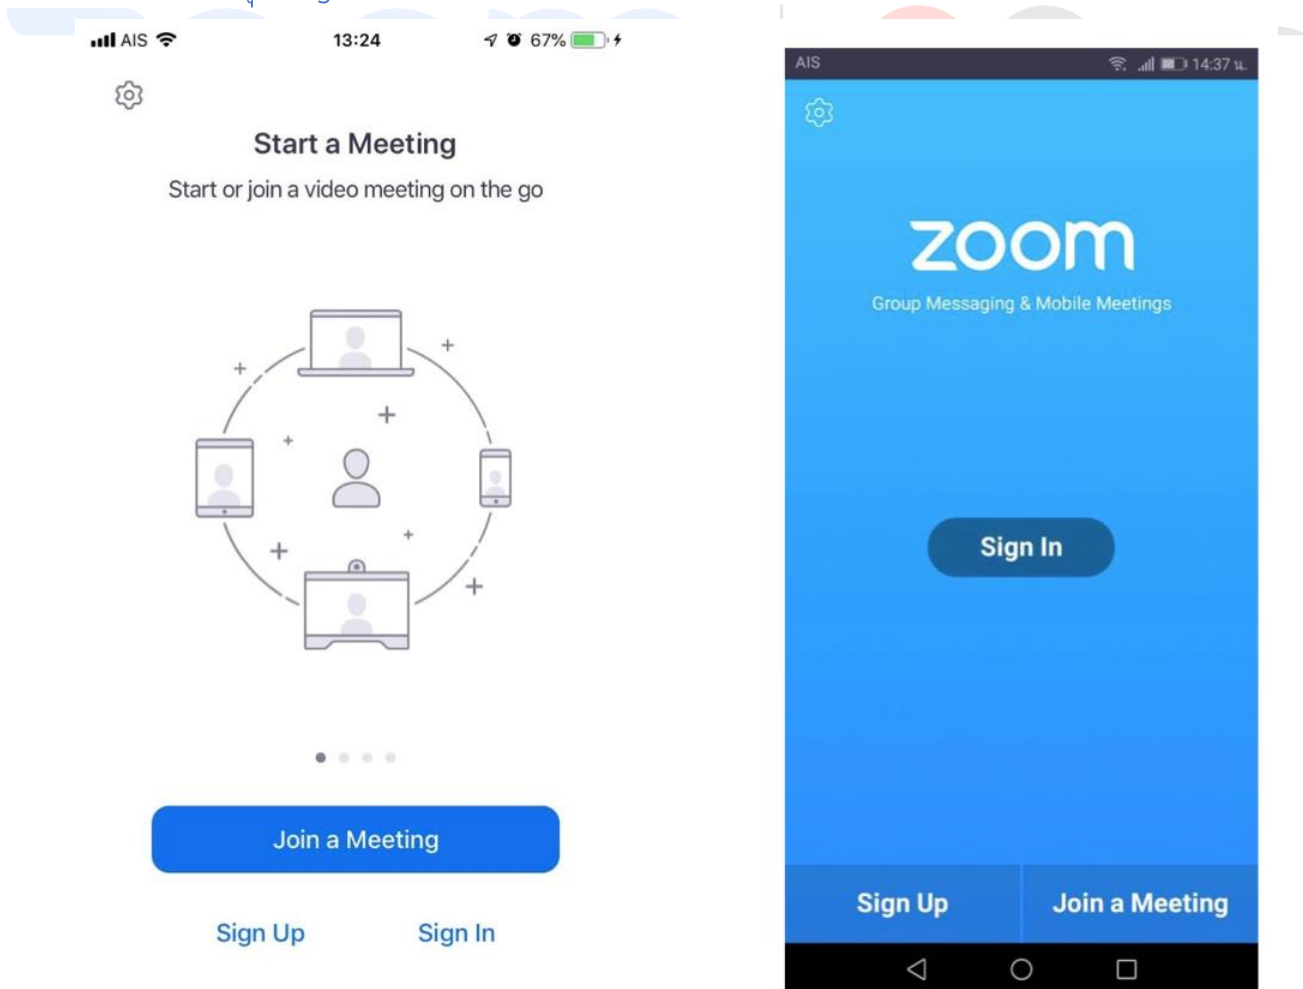 AIS 13:24 67%
Start a Meeting
Start or join a video meeting on the go
Join a Meeting
Sign Up Sign In
AIS 14:37 น.
zoom
Group Messaging & Mobile Meetings
Sign In
Sign Up Join a Meeting